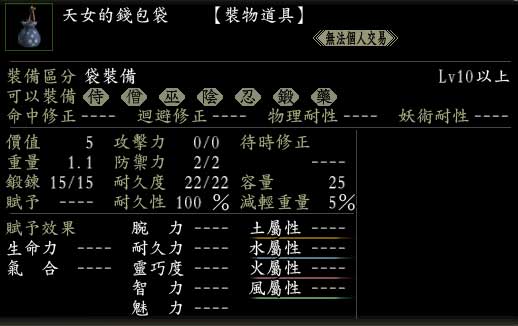 天女的錢包袋 【裝物道具】
無法個人交易
裝備區分 袋裝備 Lv10以上
可以裝備 侍 僧 巫 陰 忍 鍛 藥
命中修正 ---- 迴避修正 ---- 物理耐性 ---- 妖術耐性 ----
價值 5 攻擊力 0/0 待時修正
重量 1.1 防禦力 2/2 ----
鍛鍊 15/15 耐久度 22/22 容量 25
賦予 ---- 耐久性 100 % 減輕重量 5%
賦予效果 腕 力 ---- 土屬性 ----
生命力 ---- 耐久力 ---- 水屬性 ----
氣 合 ---- 靈巧度 ---- 火屬性 ----
智 力 ---- 風屬性 ----
魅 力 ----